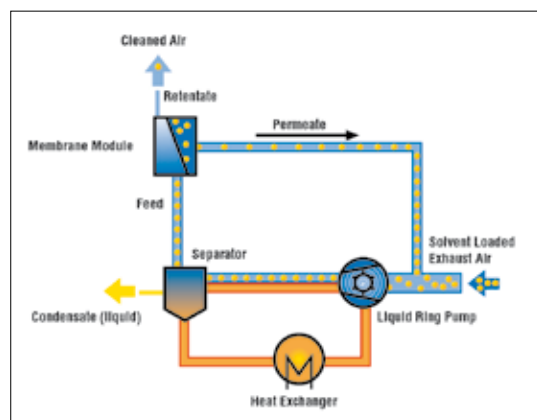 Cleaned Air
Retentate
Permeate
Membrane Module
Feed
Solvent Loaded
Exhaust Air
Separator
Condensate (liquid)
Liquid Ring Pump
Heat Exchanger